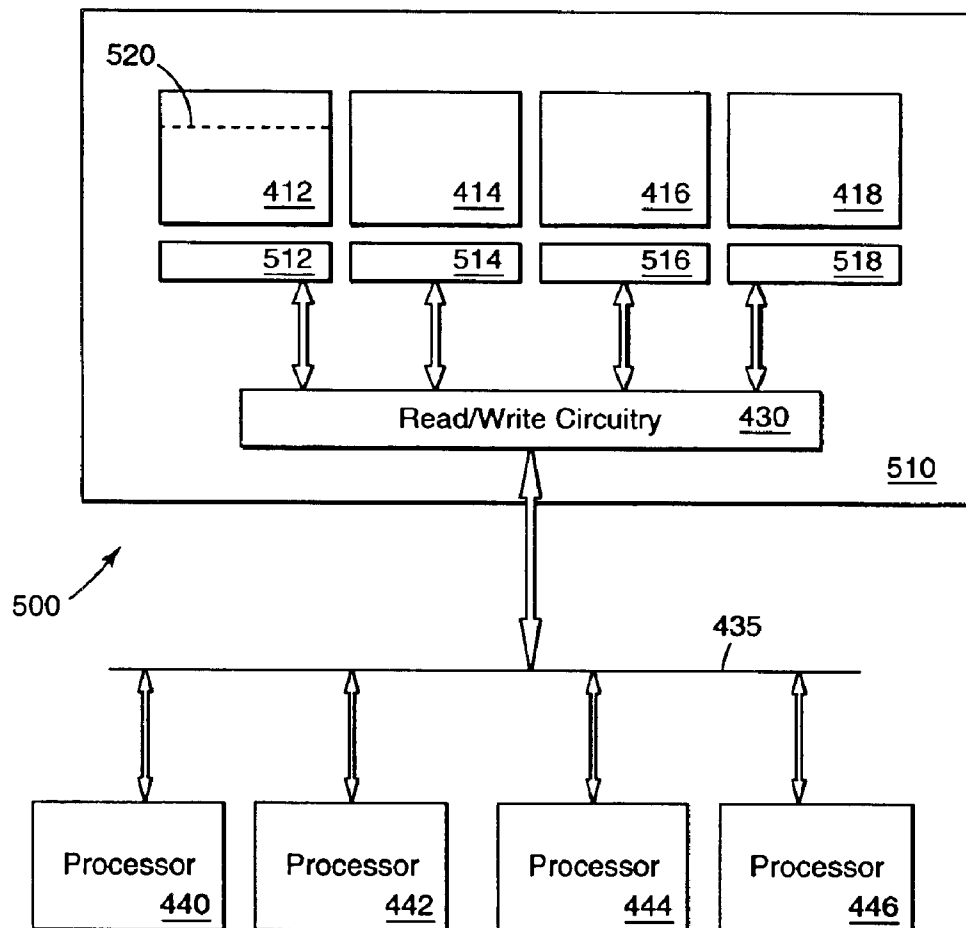 520
412 414 416 418
512 514 516 518
Read/Write Circuitry 430
510
500
435
Processor 440
Processor 442
Processor 444
Processor 446